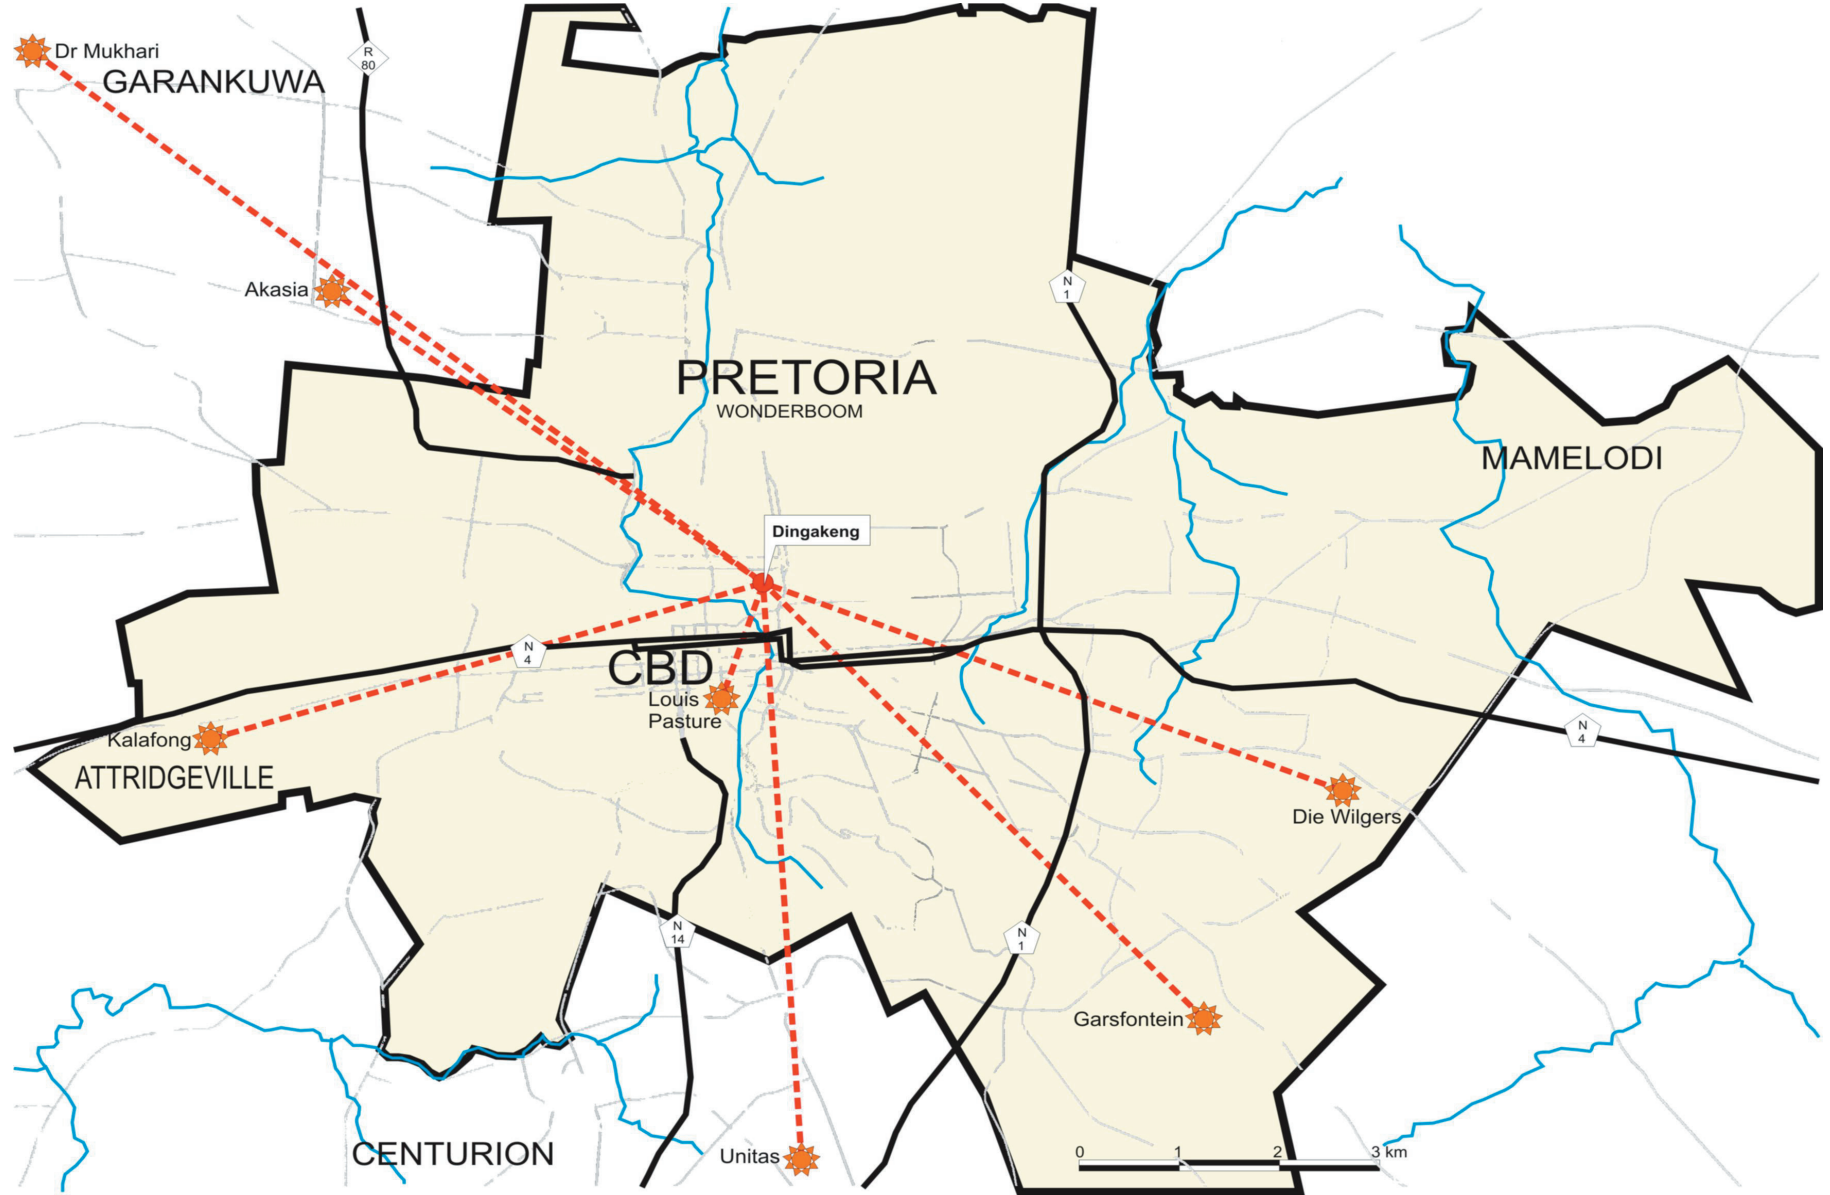 Dr Mukhari
GARANKUWA
R
80
Akasia
N
1
PRETORIA
WONDERBOOM
MAMELODI
Dingakeng
N
4
CBD
Louis
Pasture
Kalafong
ATTRIDGEVILLE
N
4
Die Wilgers
N
14
N
1
Garsfontein
CENTURION
Unitas
0 1 2 3 km